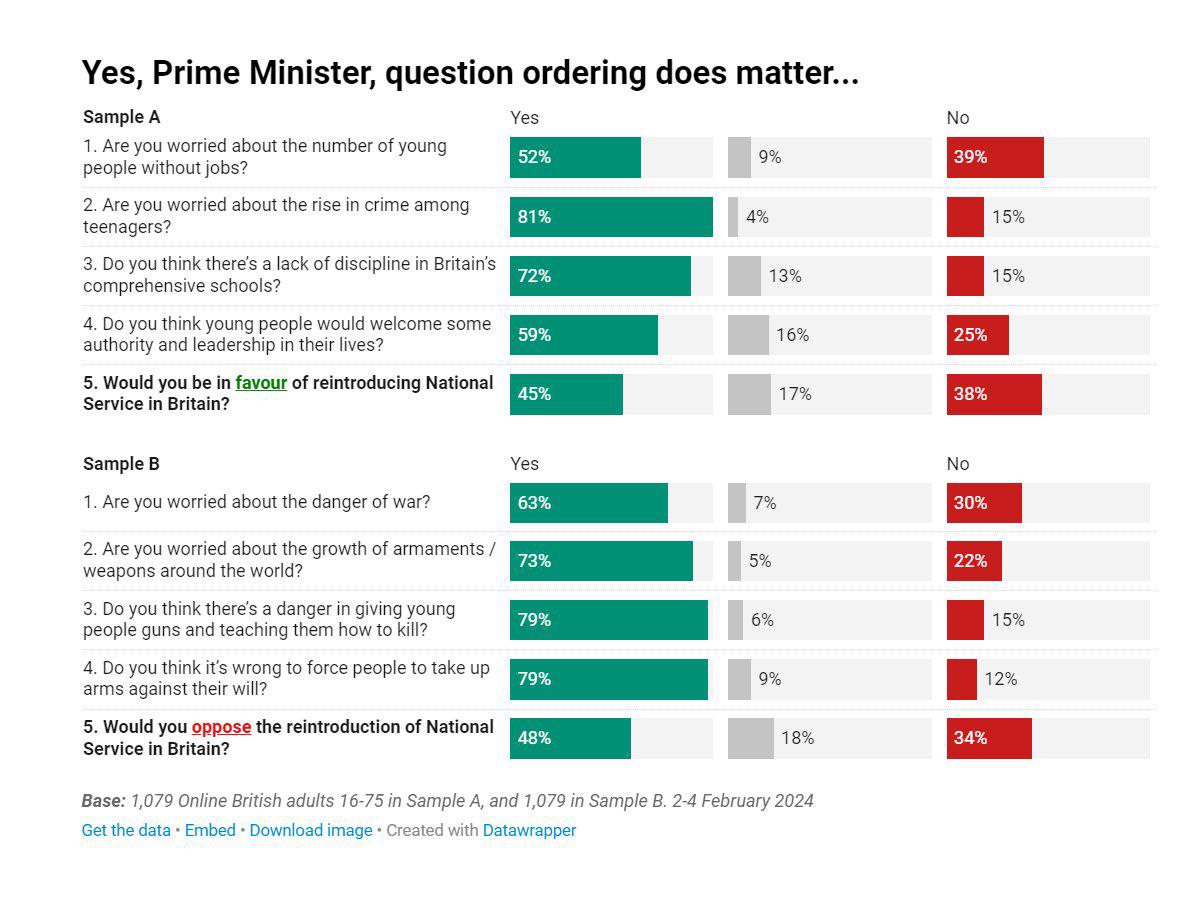 Yes, Prime Minister, question ordering does matter...
Sample A Yes No
1. Are you worried about the number of young
people without jobs?
52% 9% 39%
2. Are you worried about the rise in crime among
teenagers?
81% 4% 15%
3. Do you think there’s a lack of discipline in Britain’s
comprehensive schools?
72% 13% 15%
4. Do you think young people would welcome some
authority and leadership in their lives?
59% 16% 25%
5. Would you be in favour of reintroducing National
Service in Britain?
45% 17% 38%
Sample B Yes No
1. Are you worried about the danger of war?
63% 7% 30%
2. Are you worried about the growth of armaments /
weapons around the world?
73% 5% 22%
3. Do you think there’s a danger in giving young
people guns and teaching them how to kill?
79% 6% 15%
4. Do you think it’s wrong to force people to take up
arms against their will?
79% 9% 12%
5. Would you oppose the reintroduction of National
Service in Britain?
48% 18% 34%
Base: 1,079 Online British adults 16-75 in Sample A, and 1,079 in Sample B. 2-4 February 2024
Get the data • Embed • Download image • Created with Datawrapper